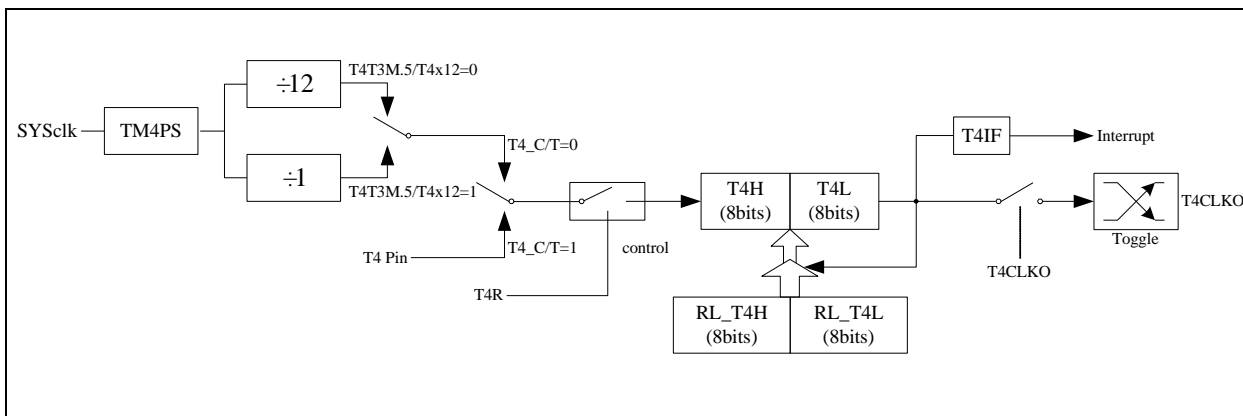 ÷12
T4T3M.5/T4x12=0
SYSclk
TM4PS
T4_C/T=0
T4IF
Interrupt
÷1
T4T3M.5/T4x12=1
T4H
(8bits)
T4L
(8bits)
T4CLKO
T4 Pin
T4_C/T=1
control
Toggle
T4CLKO
T4R
RL_T4H
(8bits)
RL_T4L
(8bits)